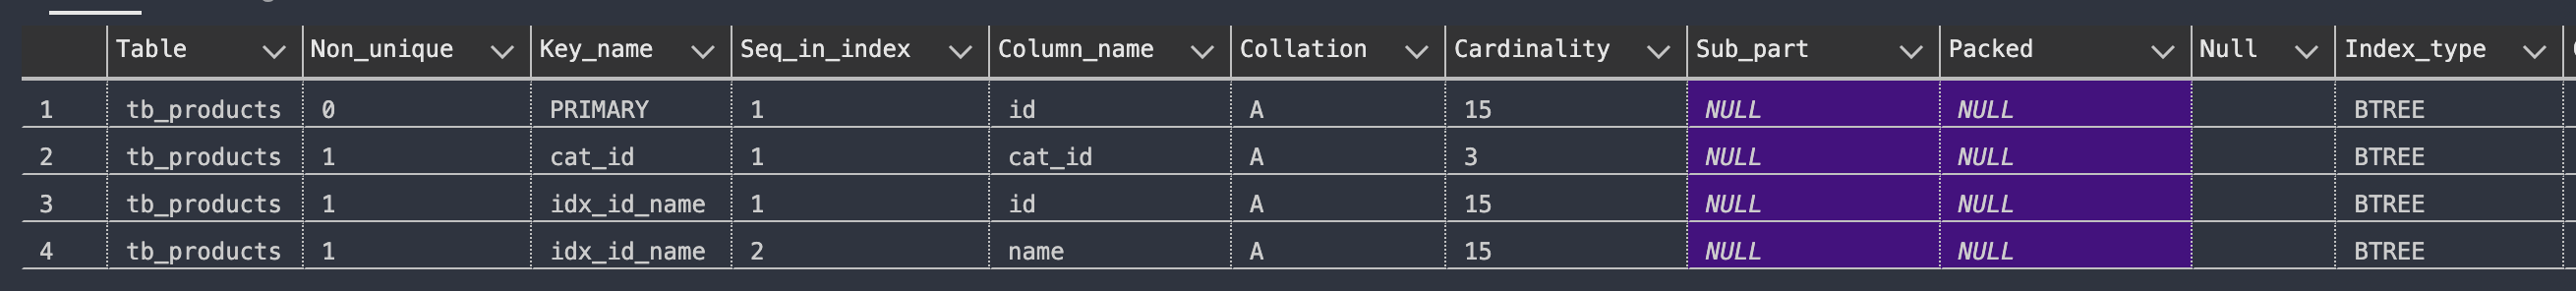 Table Non_unique Key_name Seq_in_index Column_name Collation Cardinality Sub_part Packed Null Index_type
1 tb_products 0 PRIMARY 1 id A 15 NULL NULL BTREE
2 tb_products 1 cat_id 1 cat_id A 3 NULL NULL BTREE
3 tb_products 1 idx_id_name 1 id A 15 NULL NULL BTREE
4 tb_products 1 idx_id_name 2 name A 15 NULL NULL BTREE